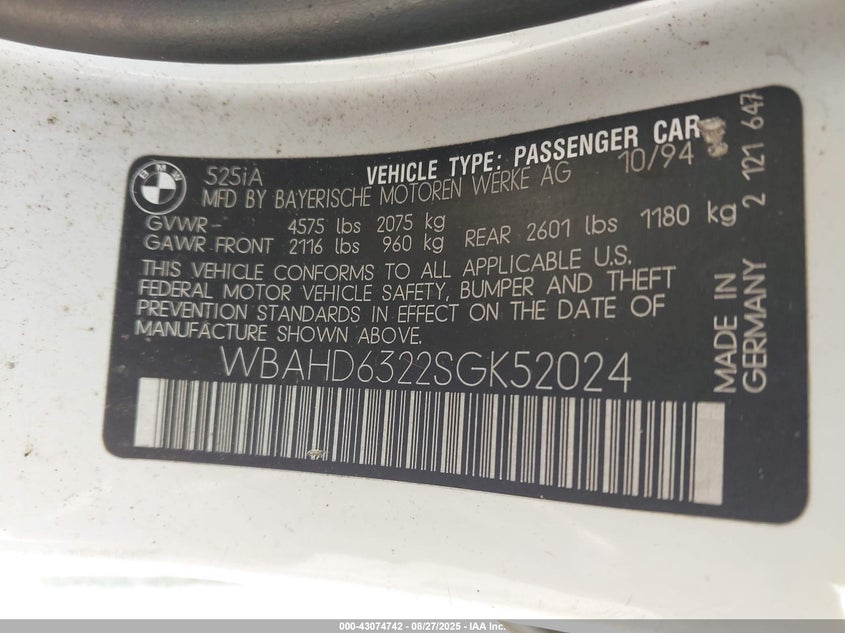 BMW
525iA
VEHICLE TYPE: PASSENGER CAR
MFD BY BAYERISCHE MOTOREN WERKE AG 10/94
GVWR- 4575 lbs 2075 kg
GAWR FRONT 2116 lbs 960 kg REAR 2601 lbs 1180 kg
THIS VEHICLE CONFORMS TO ALL APPLICABLE U.S.
FEDERAL MOTOR VEHICLE SAFETY, BUMPER AND THEFT
PREVENTION STANDARDS IN EFFECT ON THE DATE OF
MANUFACTURE SHOWN ABOVE.
WBAHD6322SGK52024
MADE IN
GERMANY
2 121 647
000-43074742 - 08/27/2025 - IAA Inc.